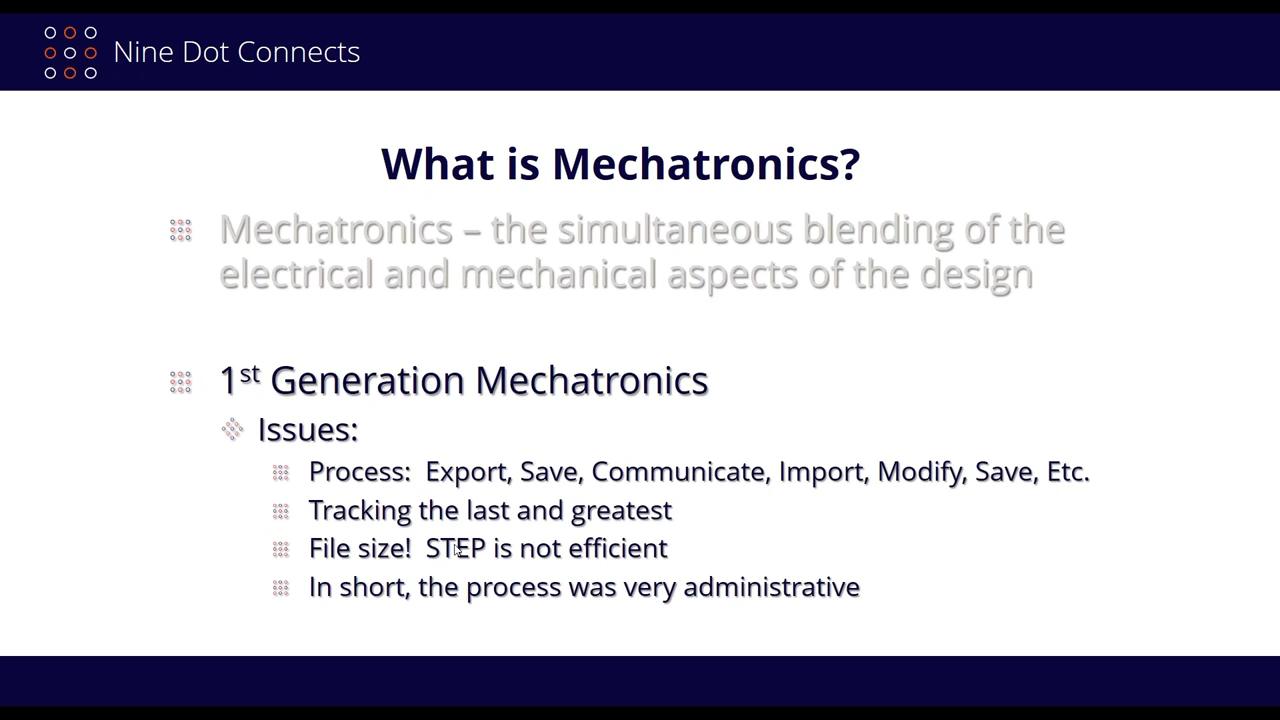 Nine Dot Connects
What is Mechatronics?
Mechatronics – the simultaneous blending of the
electrical and mechanical aspects of the design
1st Generation Mechatronics
Issues:
Process:  Export, Save, Communicate, Import, Modify, Save, Etc.
Tracking the last and greatest
File size!  STEP is not efficient
In short, the process was very administrative